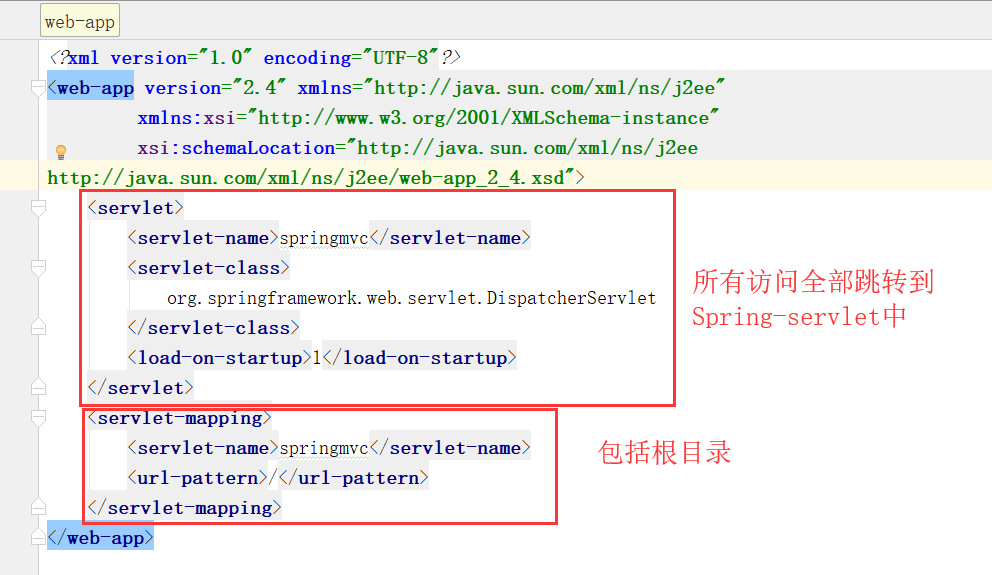 web-app
<?xml version="1.0" encoding="UTF-8"?>
<web-app version="2.4" xmlns="http://java.sun.com/xml/ns/j2ee"
xmlns:xsi="http://www.w3.org/2001/XMLSchema-instance"
xsi:schemaLocation="http://java.sun.com/xml/ns/j2ee
http://java.sun.com/xml/ns/j2ee/web-app_2_4.xsd">
<servlet>
<servlet-name>springmvc</servlet-name>
<servlet-class>
org.springframework.web.servlet.DispatcherServlet
</servlet-class>
<load-on-startup>1</load-on-startup>
</servlet>
所有访问全部跳转到
Spring-servlet中
<servlet-mapping>
<servlet-name>springmvc</servlet-name>
<url-pattern>/</url-pattern>
</servlet-mapping>
包括根目录
</web-app>